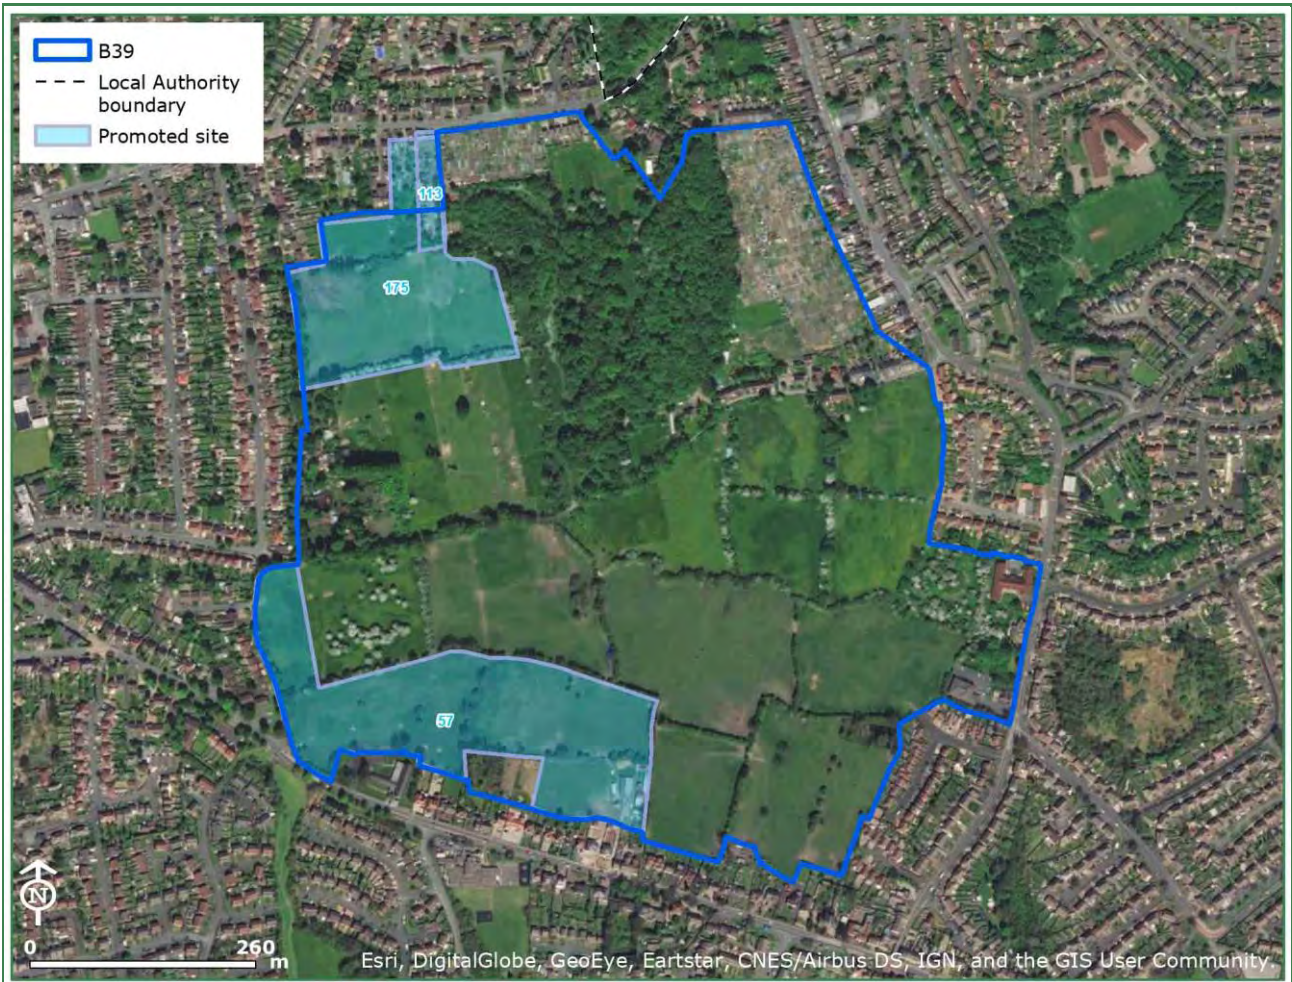 B39
Local Authority
boundary
Promoted site
113
175
57
N
0 260
m
Esri, DigitalGlobe, GeoEye, Eartstar, CNES/Airbus DS, IGN, and the GIS User Community.